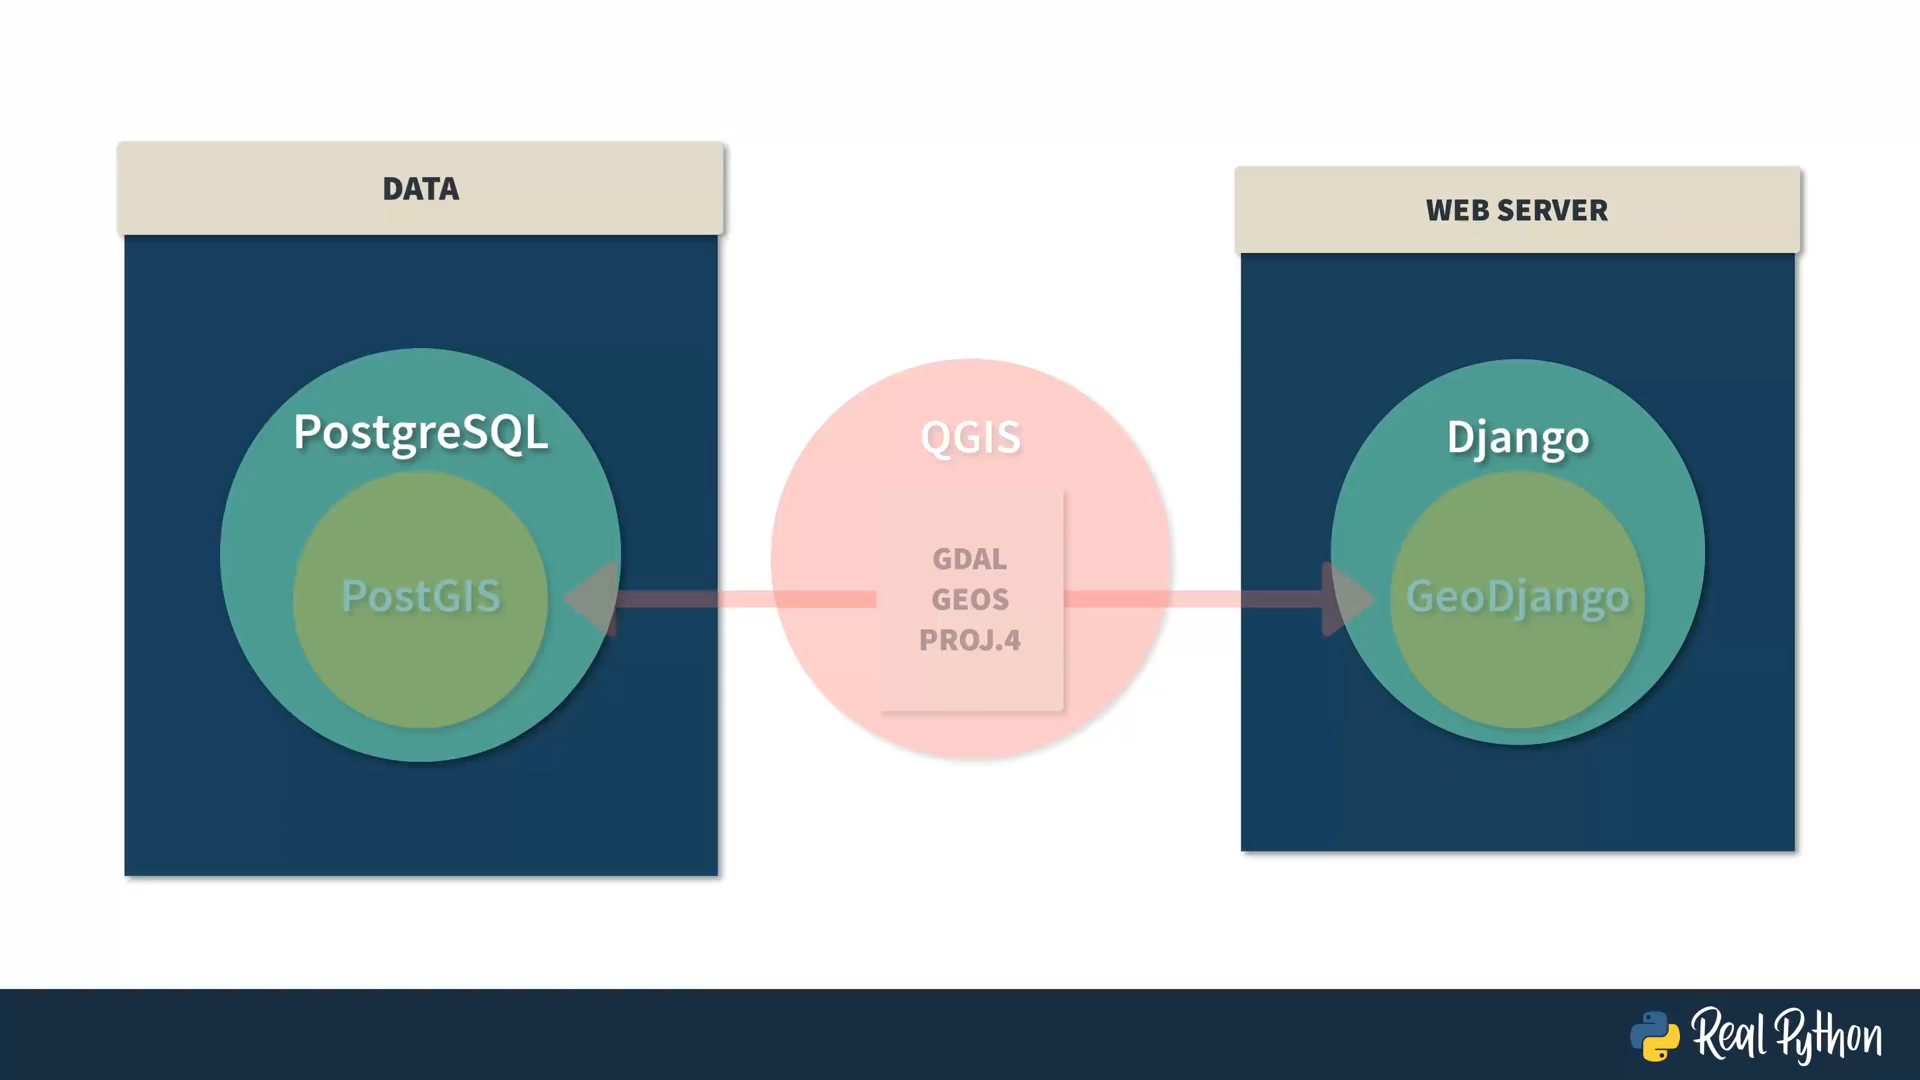 DATA
PostgreSQL
PostGIS
QGIS
GDAL
GEOS
PROJ.4
WEB SERVER
Django
GeoDjango
Real Python